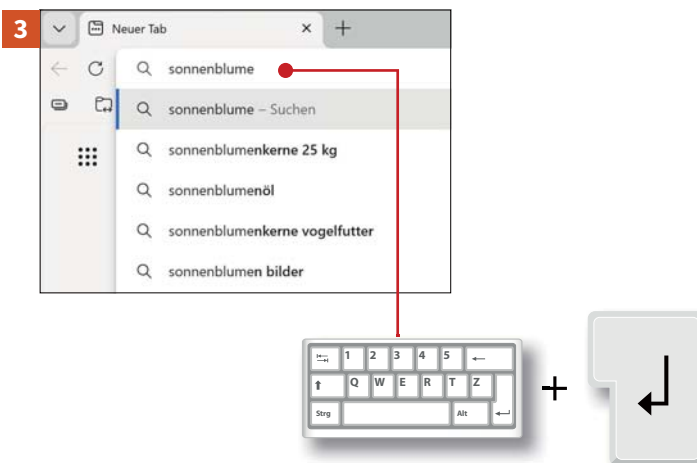 3
Neuer Tab
sonnenblume
sonnenblume – Suchen
sonnenblumenkerne 25 kg
sonnenblumenöl
sonnenblumenkerne vogelfutter
sonnenblumen bilder
1 2 3 4 5
Q W E R T Z
Strg Alt
+